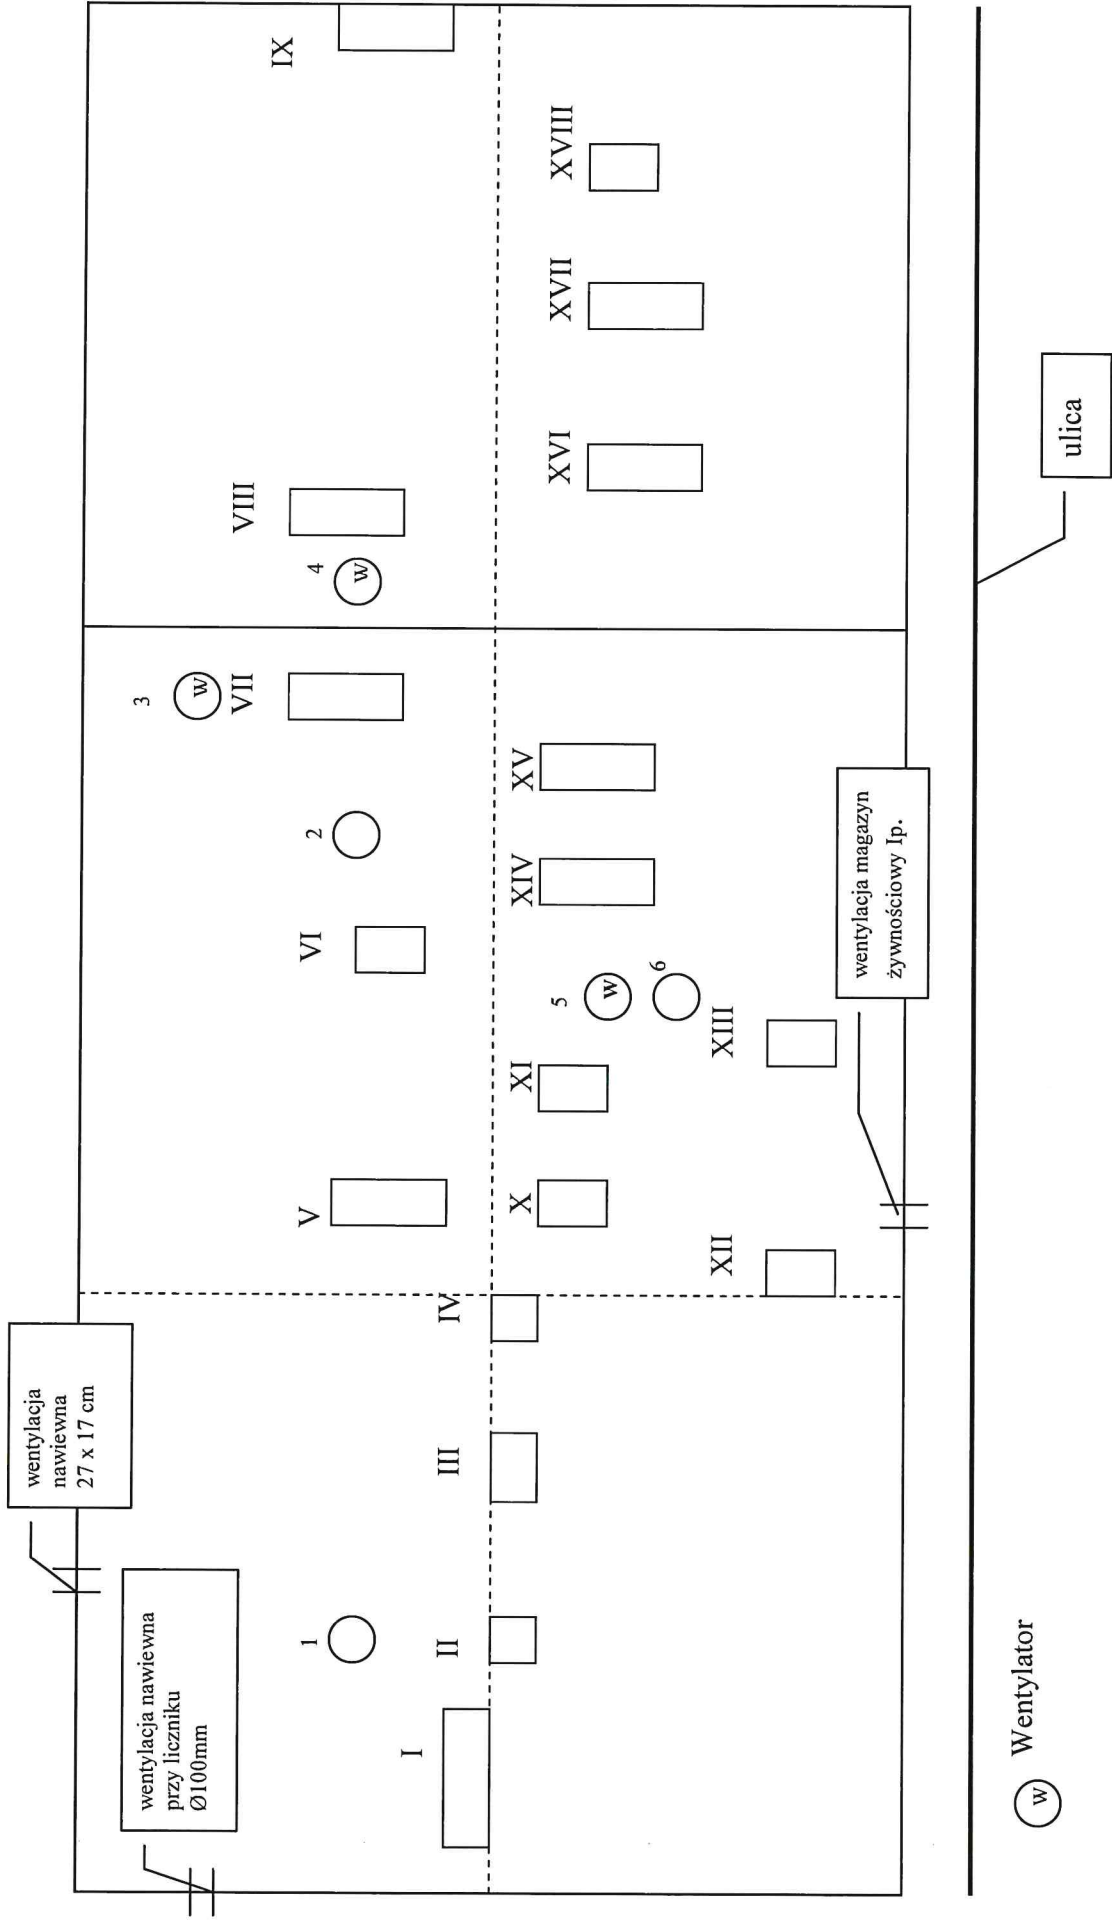 wentylacja
nawiewna
27 x 17 cm
wentylacja nawiewna
przy liczniku
Ø100mm
1
2
3
w
4
w
I
II
III
IV
V
VI
VII
VIII
IX
X
XI
5
w
6
XIV
XV
XVI
XVII
XVIII
XII
XIII
wentylacja magazyn
żywnościowy Ip.
ulica
w Wentylator